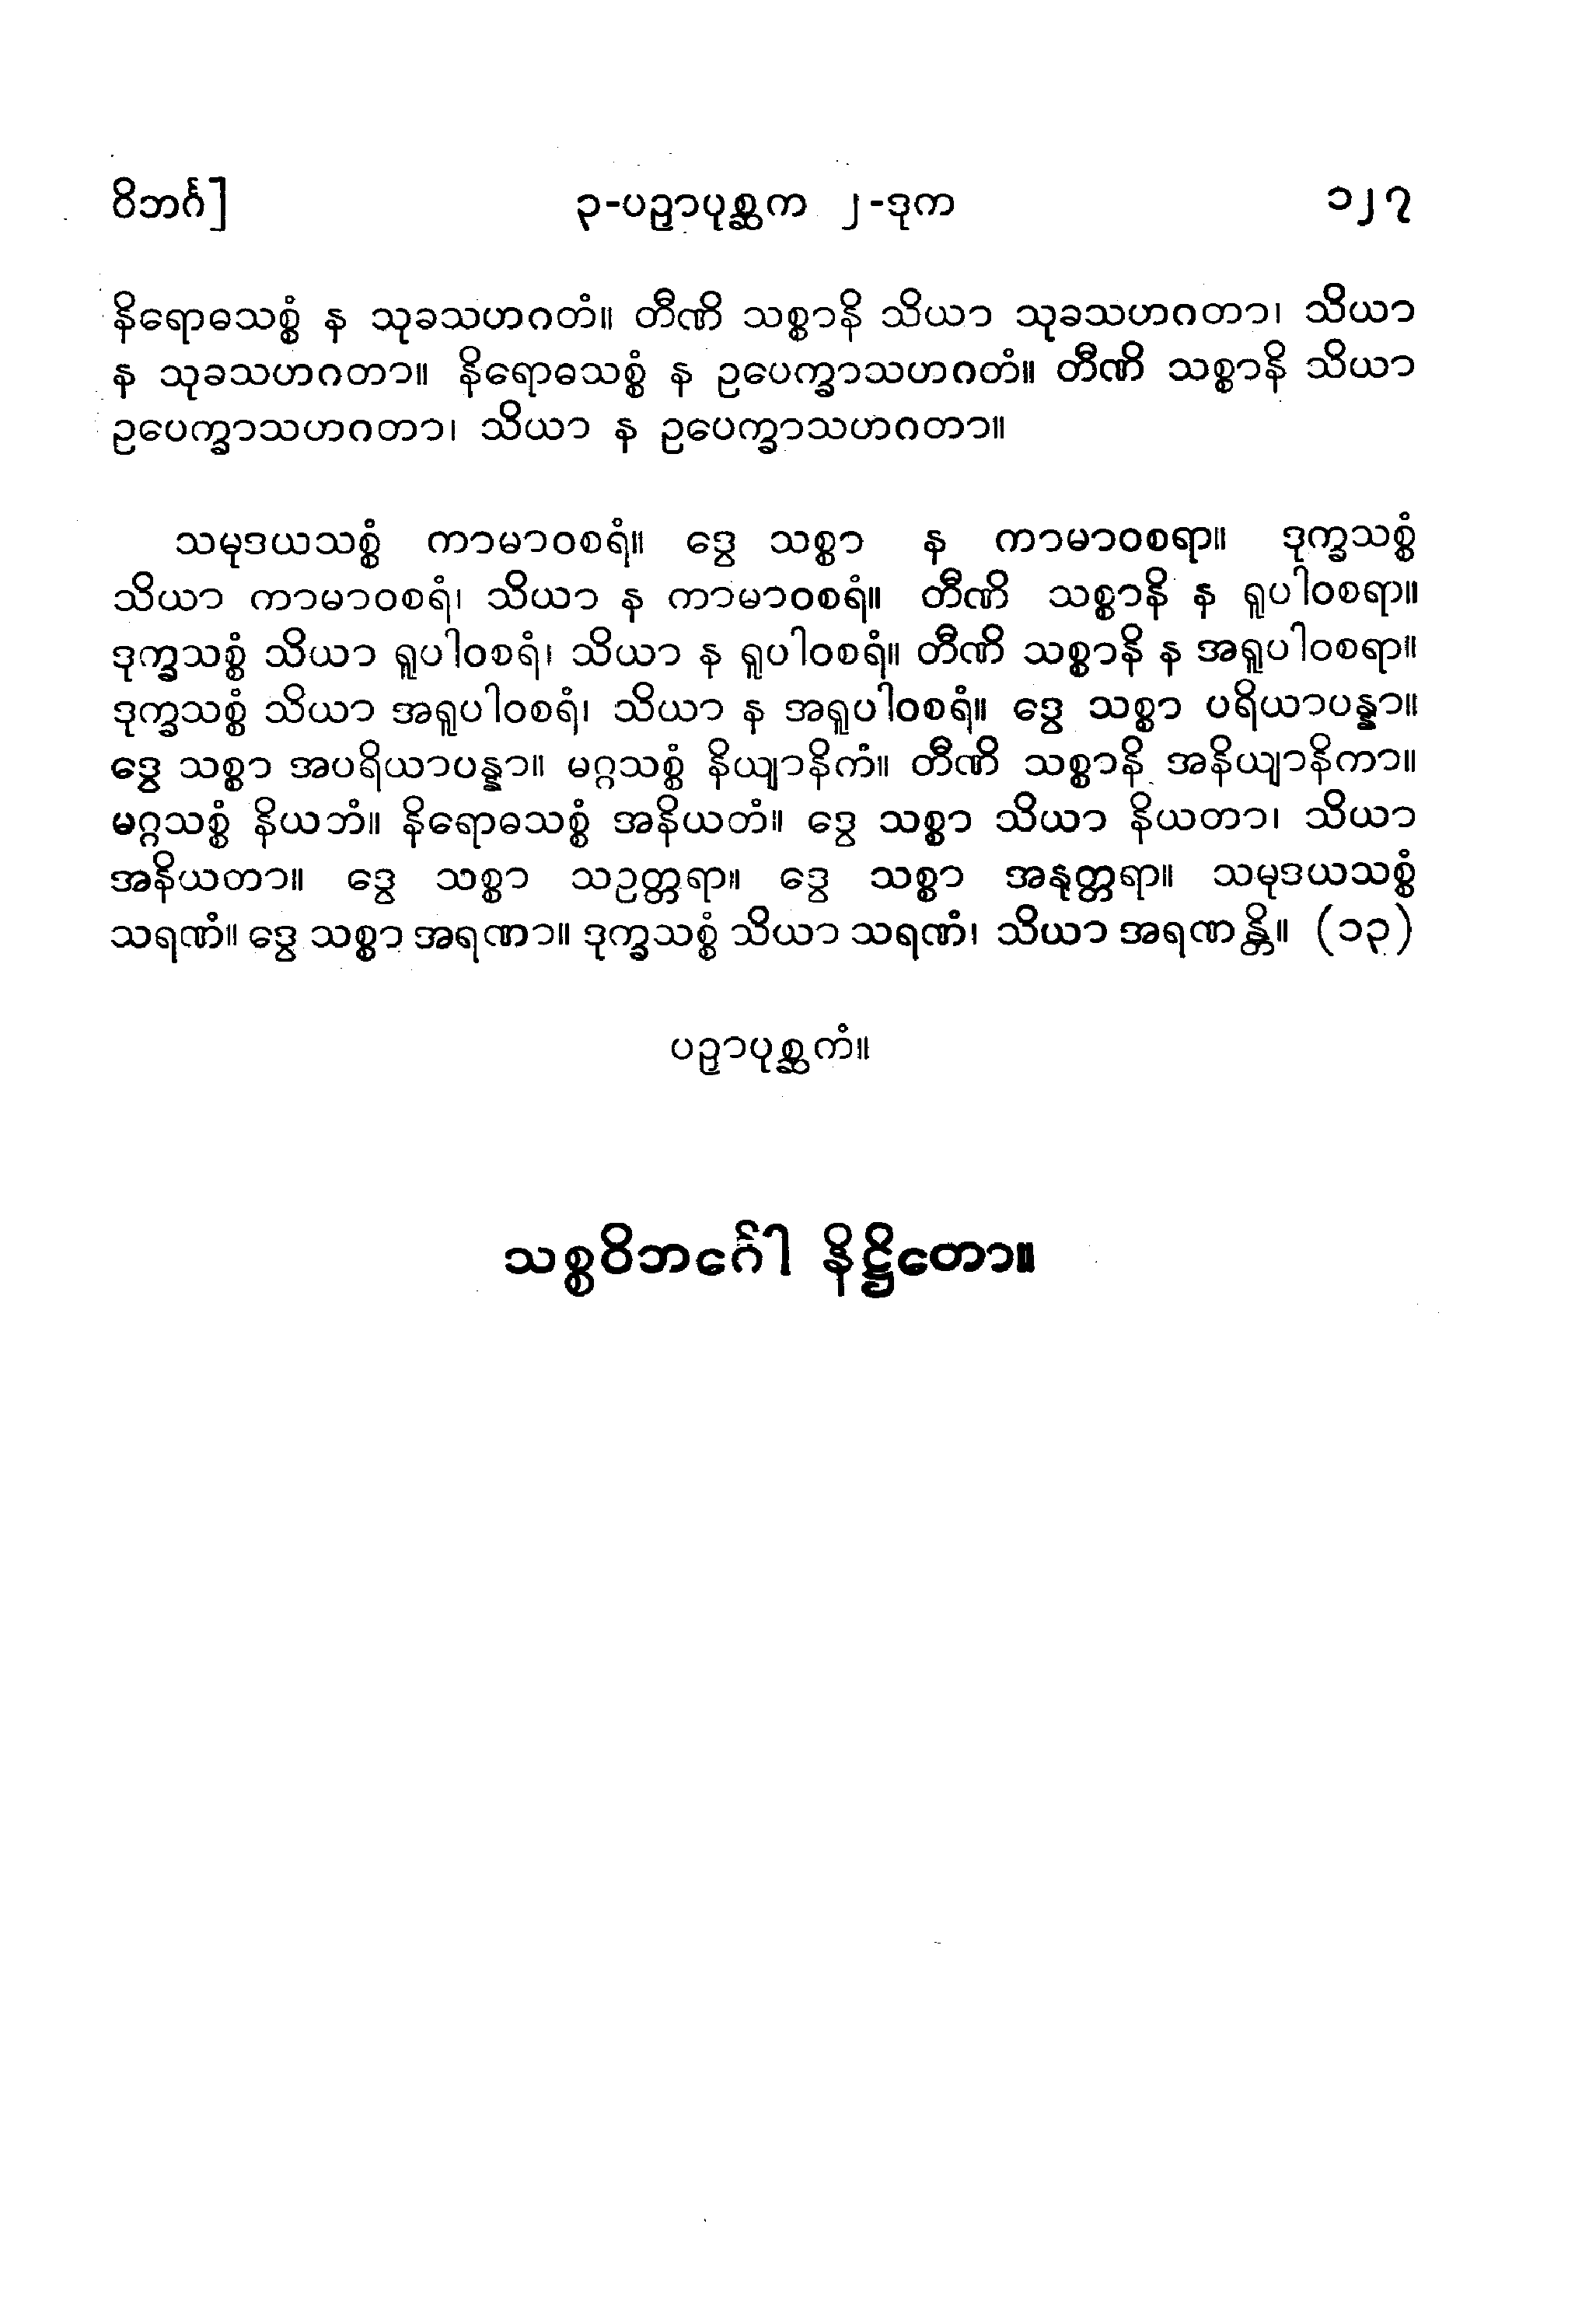 ဝိဘင်္ဂ] ၃-ပဉှာပုစ္ဆက ၂-ဒုက ၁၂၇
နိရောဓသစ္စံ န သုခသဟဂတံ။ တီဏိ သစ္စာနိ သိယာ သုခသဟဂတာ၊ သိယာ
န သုခသဟဂတာ။ နိရောဓသစ္စံ န ဥပေက္ခာသဟဂတံ။ တီဏိ သစ္စာနိ သိယာ
ဥပေက္ခာသဟဂတာ၊ သိယာ န ဥပေက္ခာသဟဂတာ။
သမုဒယသစ္စံ ကာမာဝစရံ။ ဒွေ သစ္စာ န ကာမာဝစရာ။ ဒုက္ခသစ္စံ
သိယာ ကာမာဝစရံ၊ သိယာ န ကာမာဝစရံ။ တီဏိ သစ္စာနိ န ရူပါဝစရာ။
ဒုက္ခသစ္စံ သိယာ ရူပါဝစရံ၊ သိယာ န ရူပါဝစရံ။ တီဏိ သစ္စာနိ န အရူပါဝစရာ။
ဒုက္ခသစ္စံ သိယာ အရူပါဝစရံ၊ သိယာ န အရူပါဝစရံ။ ဒွေ သစ္စာ ပရိယာပန္နာ။
ဒွေ သစ္စာ အပရိယာပန္နာ။ မဂ္ဂသစ္စံ နိယျာနိကံ။ တီဏိ သစ္စာနိ အနိယျာနိကာ။
မဂ္ဂသစ္စံ နိယဘံ။ နိရောဓသစ္စံ အနိယတံ။ ဒွေ သစ္စာ သိယာ နိယတာ၊ သိယာ
အနိယတာ။ ဒွေ သစ္စာ သဥတ္တရာ။ ဒွေ သစ္စာ အနုတ္တရာ။ သမုဒယသစ္စံ
သရဏံ။ ဒွေ သစ္စာ အရဏာ။ ဒုက္ခသစ္စံ သိယာ သရဏံ၊ သိယာ အရဏန္တိ။ (၁၃)
ပဉှာပုစ္ဆကံ။
သစ္စဝိဘင်္ဂေါ နိဋ္ဌိတော။